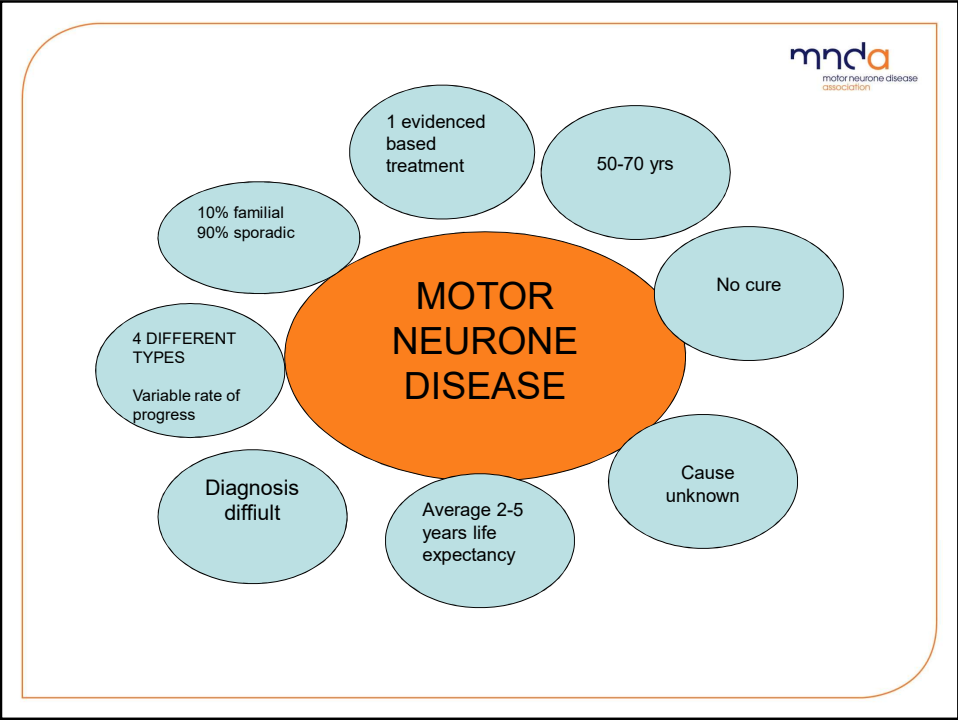 mnda
motor neurone disease
association
1 evidenced
based
treatment
50-70 yrs
10% familial
90% sporadic
No cure
MOTOR
NEURONE
DISEASE
4 DIFFERENT
TYPES
Variable rate of
progress
Cause
unknown
Diagnosis
diffiult
Average 2-5
years life
expectancy